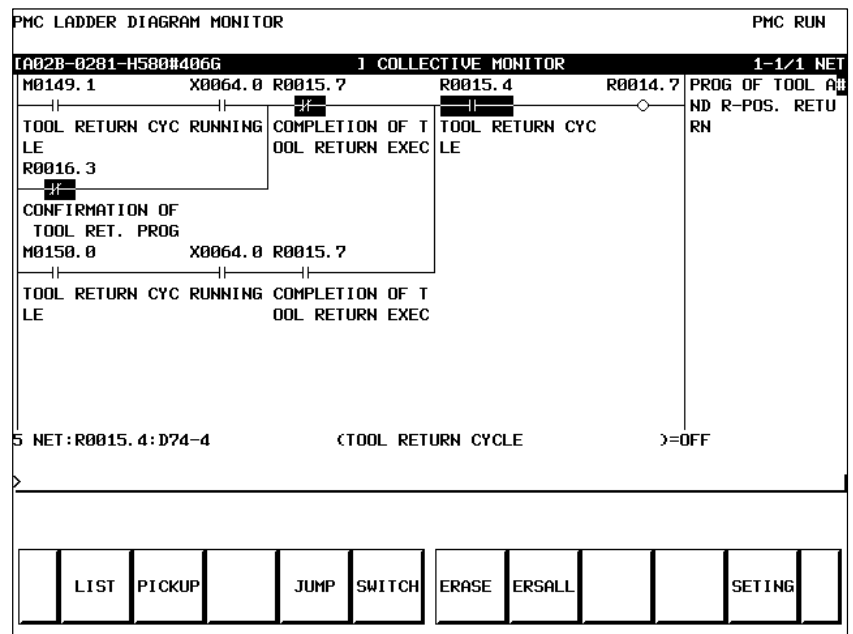 PMC LADDER DIAGRAM MONITOR PMC RUN
[A02B-0281-H580#406G ] COLLECTIVE MONITOR 1-1/1 NET
M0149.1 X0064.0 R0015.7 R0015.4 R0014.7 PROG OF TOOL A#
ND R-POS. RETU
TOOL RETURN CYC RUNNING COMPLETION OF T TOOL RETURN CYC RN
LE OOL RETURN EXEC LE
R0016.3
CONFIRMATION OF
TOOL RET. PROG
M0150.0 X0064.0 R0015.7
TOOL RETURN CYC RUNNING COMPLETION OF T
LE OOL RETURN EXEC
5 NET:R0015.4:D74-4 (TOOL RETURN CYCLE )=OFF
>
LIST PICKUP JUMP SWITCH ERASE ERSALL SETING